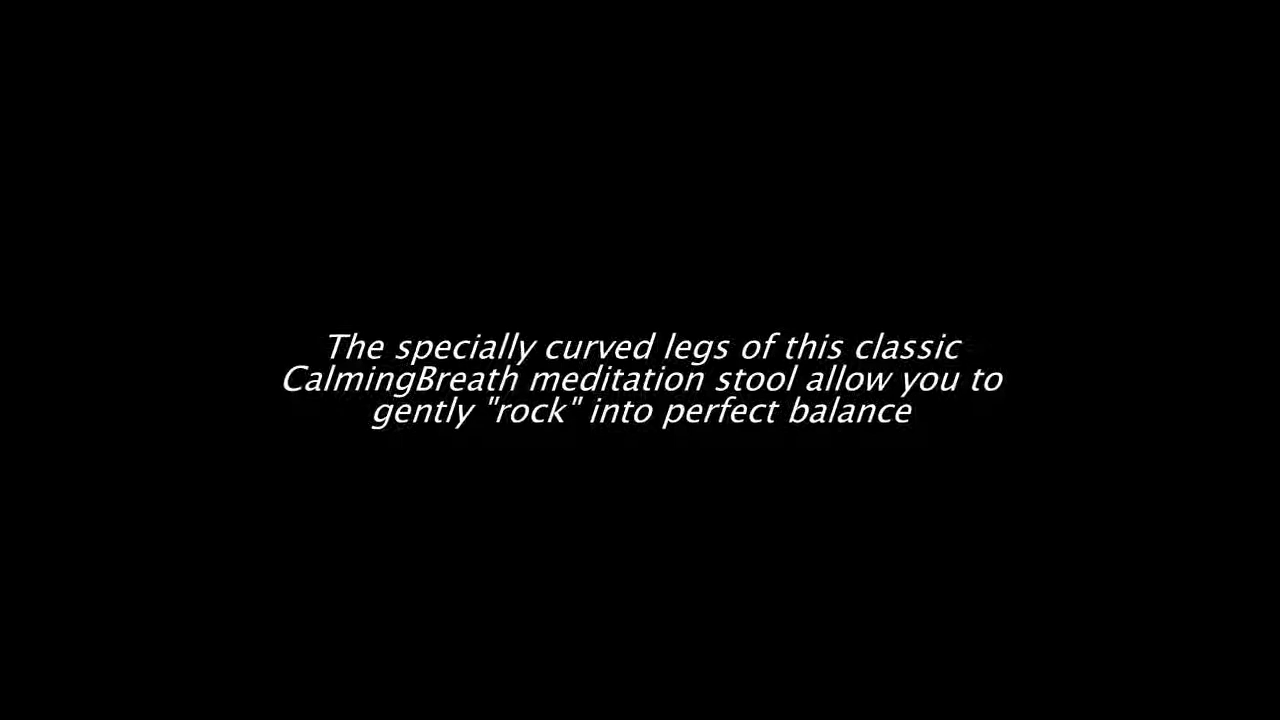 The specially curved legs of this classic
CalmingBreath meditation stool allow you to
gently "rock" into perfect balance